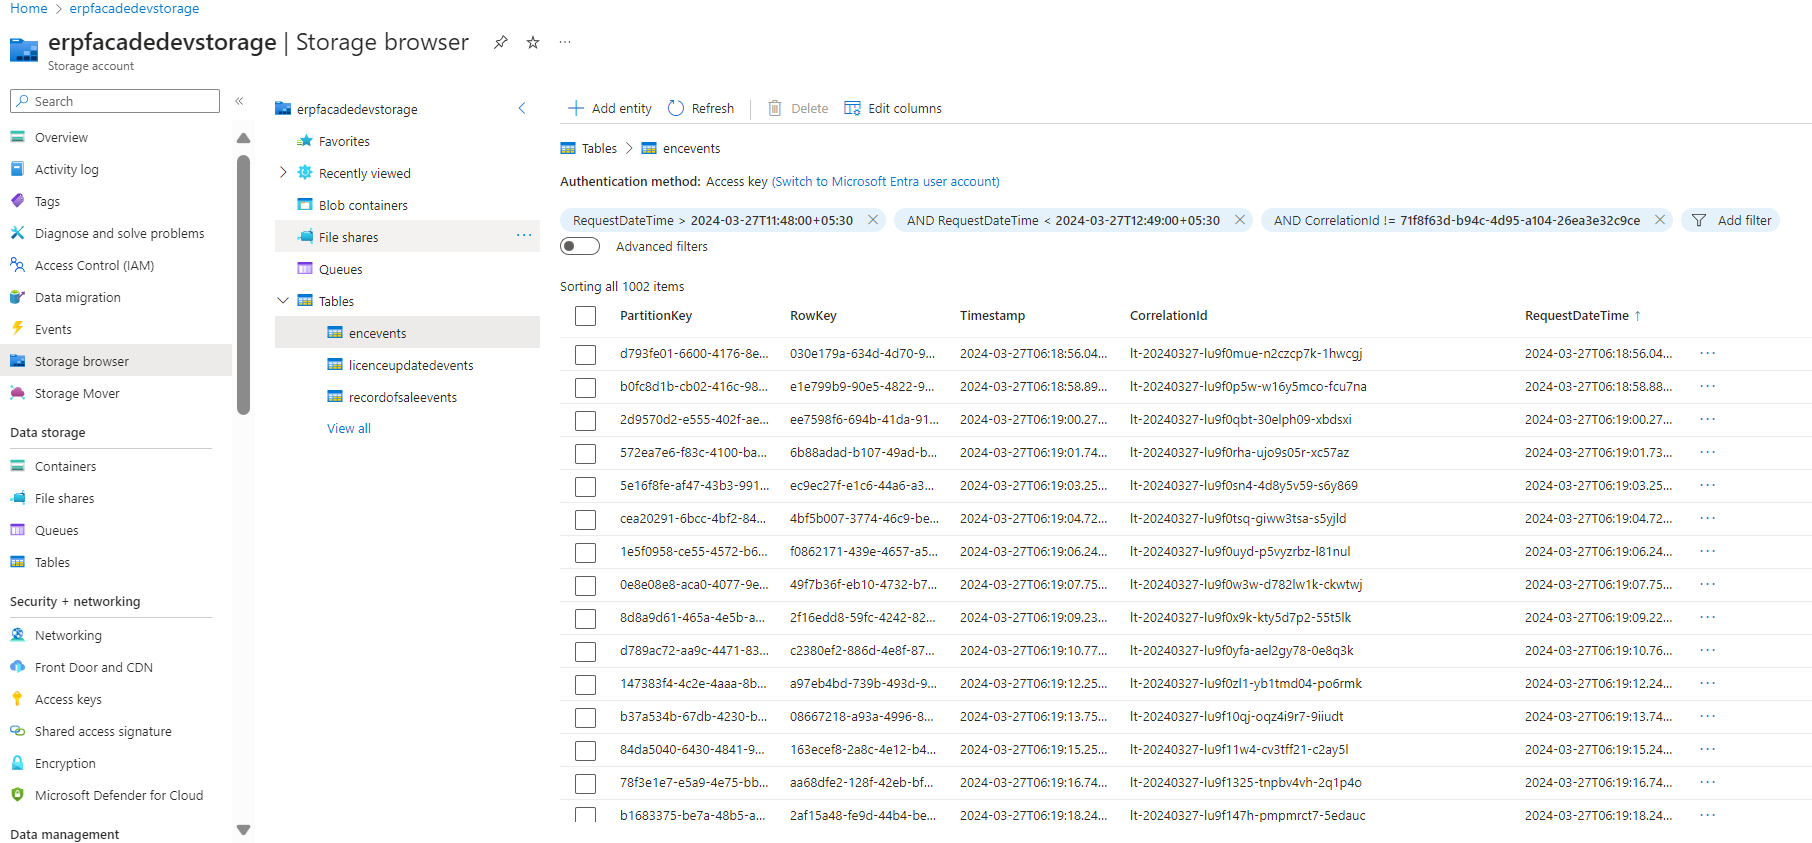 Home > erpfacadedevstorage
erpfacadedevstorage | Storage browser
Storage account
Search
Overview
Activity log
Tags
Diagnose and solve problems
Access Control (IAM)
Data migration
Events
Storage browser
Storage Mover
Data storage
Containers
File shares
Queues
Tables
Security + networking
Networking
Front Door and CDN
Access keys
Shared access signature
Encryption
Microsoft Defender for Cloud
Data management
erpfacadedevstorage
Favorites
Recently viewed
Blob containers
File shares
Queues
Tables
encevents
licenceupdatedevents
recordofsaleevents
View all
Add entity Refresh Delete Edit columns
Tables > encevents
Authentication method: Access key (Switch to Microsoft Entra user account)
RequestDateTime > 2024-03-27T11:48:00+05:30 AND RequestDateTime < 2024-03-27T12:49:00+05:30 AND CorrelationId != 71f8f63d-b94c-4d95-a104-26ea3e32c9ce Add filter
Advanced filters
Sorting all 1002 items
PartitionKey RowKey Timestamp CorrelationId RequestDateTime ↑
d793fe01-6600-4176-8e... 030e179a-634d-4d70-9... 2024-03-27T06:18:56.04... lt-20240327-lu9f0mue-n2czcp7k-1hwcgj 2024-03-27T06:18:56.04...
b0fc8d1b-cb02-416c-98... e1e799b9-90e5-4822-9... 2024-03-27T06:18:58.89... lt-20240327-lu9f0p5w-w16y5mco-fcu7na 2024-03-27T06:18:58.88...
2d9570d2-e555-402f-ae... ee7598f6-694b-41da-91... 2024-03-27T06:19:00.27... lt-20240327-lu9f0qbt-30elph09-xbdsxi 2024-03-27T06:19:00.27...
572ea7e6-f83c-4100-ba... 6b88adad-b107-49ad-b... 2024-03-27T06:19:01.74... lt-20240327-lu9f0rha-ujo9s05r-xc57az 2024-03-27T06:19:01.73...
5e16f8fe-af47-43b3-991... ec9ec27f-e1c6-44a6-a3... 2024-03-27T06:19:03.25... lt-20240327-lu9f0sn4-4d8y5v59-s6y869 2024-03-27T06:19:03.25...
cea20291-6bcc-4bf2-84... 4bf5b007-3774-46c9-be... 2024-03-27T06:19:04.72... lt-20240327-lu9f0tsq-giww3tsa-s5yjld 2024-03-27T06:19:04.72...
1e5f0958-ce55-4572-b6... f0862171-439e-4657-a5... 2024-03-27T06:19:06.24... lt-20240327-lu9f0uyd-p5vyzrbz-l81nul 2024-03-27T06:19:06.24...
0e8e08e8-aca0-4077-9e... 49f7b36f-eb10-4732-b7... 2024-03-27T06:19:07.75... lt-20240327-lu9f0w3w-d782lw1k-ckwtwj 2024-03-27T06:19:07.75...
8d8a9d61-465a-4e5b-a... 2f16edd8-59fc-4242-82... 2024-03-27T06:19:09.23... lt-20240327-lu9f0x9k-kty5d7p2-55t5lk 2024-03-27T06:19:09.22...
d789ac72-aa9c-4471-83... c2380ef2-886d-4e8f-87... 2024-03-27T06:19:10.77... lt-20240327-lu9f0yfa-ael2gy78-0e8q3k 2024-03-27T06:19:10.76...
147383f4-4c2e-4aaa-8b... a97eb4bd-739b-493d-9... 2024-03-27T06:19:12.25... lt-20240327-lu9f0zl1-yb1tmd04-po6rmk 2024-03-27T06:19:12.24...
b37a534b-67db-4230-b... 08667218-a93a-4996-8... 2024-03-27T06:19:13.75... lt-20240327-lu9f10qj-oqz4i9r7-9iiudt 2024-03-27T06:19:13.74...
84da5040-6430-4841-9... 163ecef8-2a8c-4e12-b4... 2024-03-27T06:19:15.25... lt-20240327-lu9f11w4-cv3tff21-c2ay5l 2024-03-27T06:19:15.24...
78f3e1e7-e5a9-4e75-bb... aa68dfe2-128f-42eb-bf... 2024-03-27T06:19:16.74... lt-20240327-lu9f1325-tnpbv4vh-2q1p4o 2024-03-27T06:19:16.74...
b1683375-be7a-48b5-a... 2af15a48-fe9d-44b4-be... 2024-03-27T06:19:18.24... lt-20240327-lu9f147h-pmpmrct7-5edauc 2024-03-27T06:19:18.24...